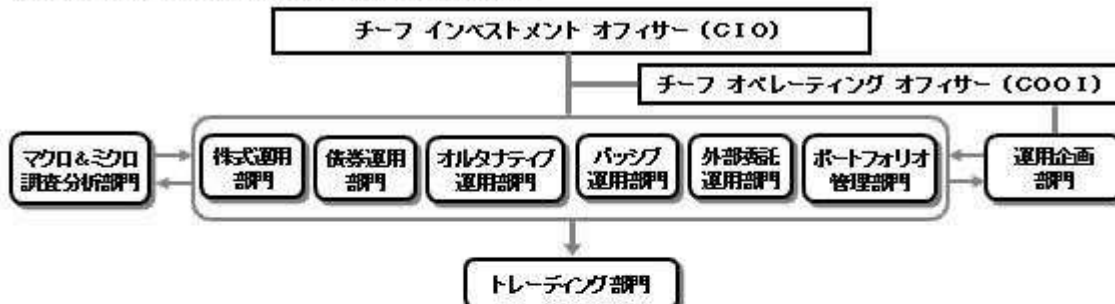 チーフ インベストメント オフィサー (CIO)
チーフ オペレーティング オフィサー (COOI)
マクロ&ミクロ
調査分析部門
株式運用
部門
債券運用
部門
オルタナティブ
運用部門
パッシブ
運用部門
外部委託
運用部門
ポートフォリオ
管理部門
運用企画
部門
トレーディング部門